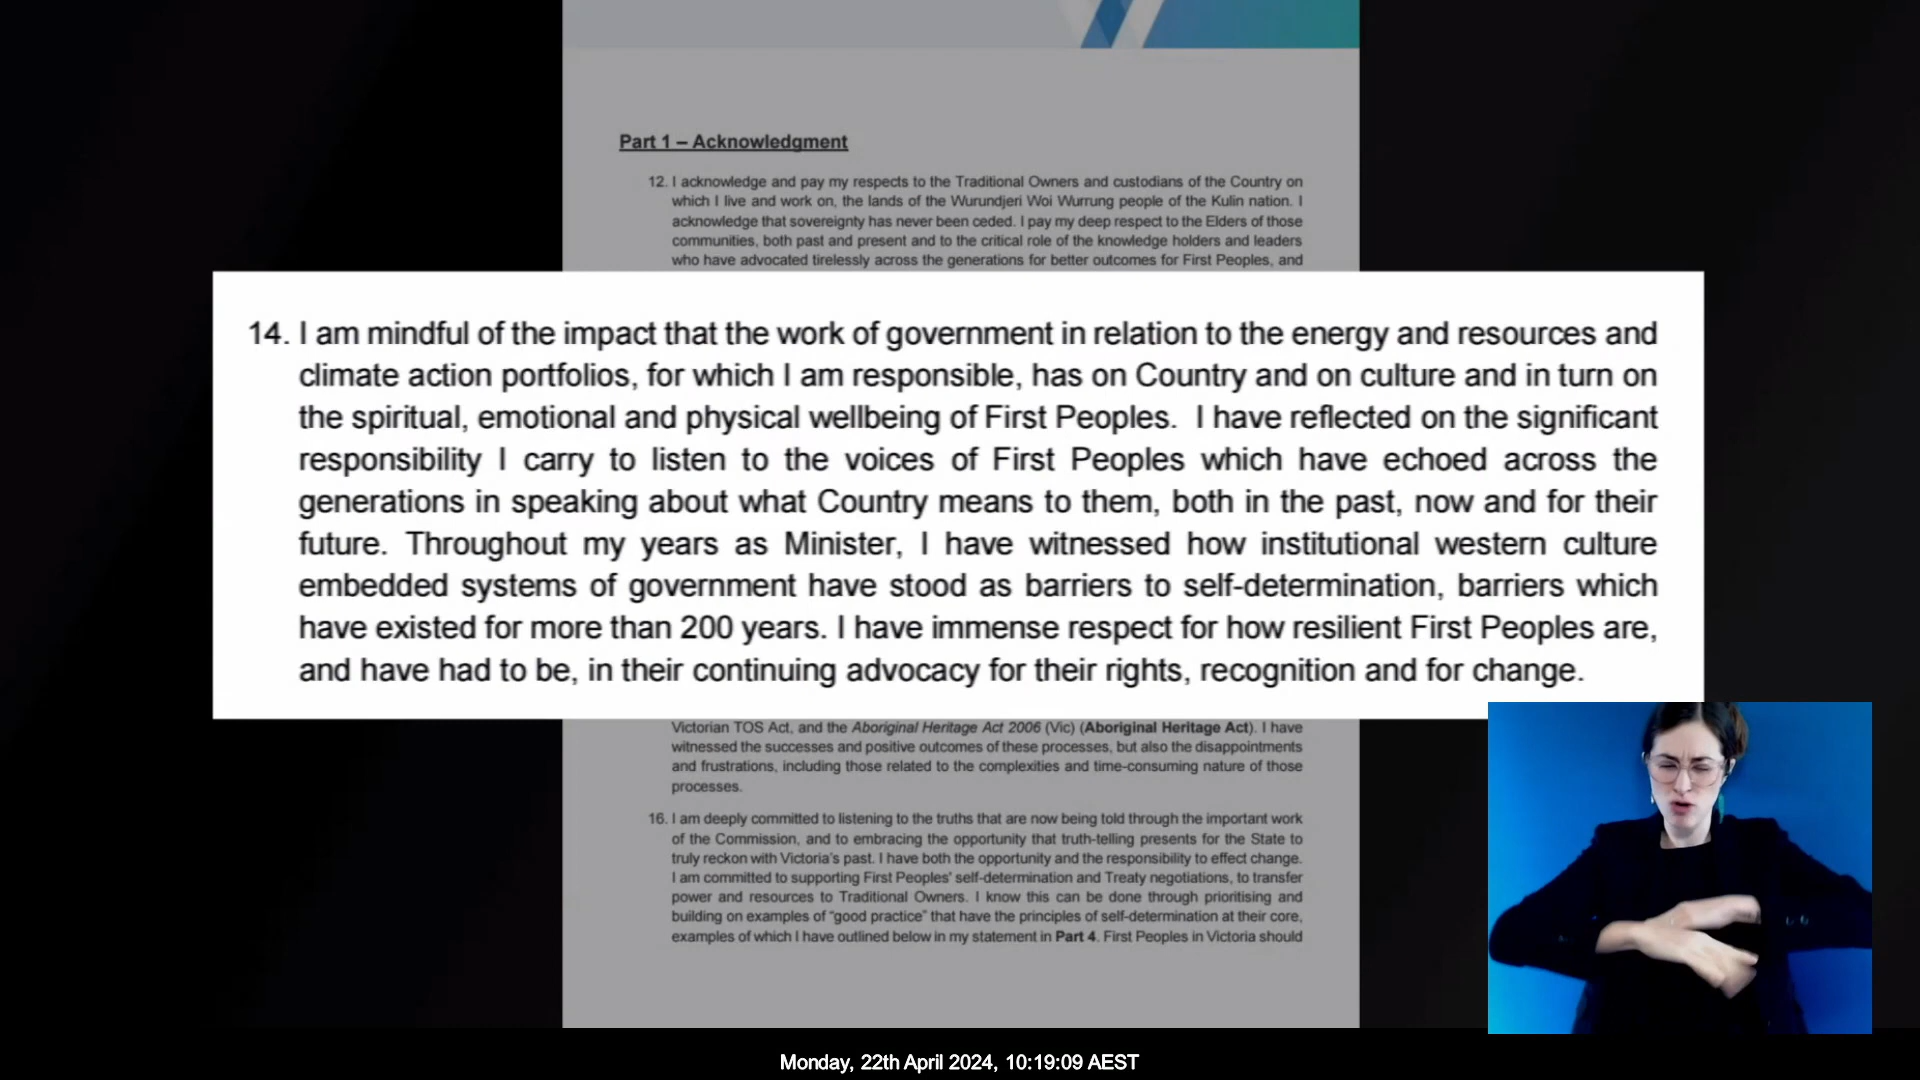 Part 1 – Acknowledgment
12. I acknowledge and pay my respects to the Traditional Owners and custodians of the Country on
which I live and work on, the lands of the Wurundjeri Woi Wurrung people of the Kulin nation. I
acknowledge that sovereignty has never been ceded. I pay my deep respect to the Elders of those
communities, both past and present and to the critical role of the knowledge holders and leaders
who have advocated tirelessly across the generations for better outcomes for First Peoples, and
14. I am mindful of the impact that the work of government in relation to the energy and resources and
climate action portfolios, for which I am responsible, has on Country and on culture and in turn on
the spiritual, emotional and physical wellbeing of First Peoples. I have reflected on the significant
responsibility I carry to listen to the voices of First Peoples which have echoed across the
generations in speaking about what Country means to them, both in the past, now and for their
future. Throughout my years as Minister, I have witnessed how institutional western culture
embedded systems of government have stood as barriers to self-determination, barriers which
have existed for more than 200 years. I have immense respect for how resilient First Peoples are,
and have had to be, in their continuing advocacy for their rights, recognition and for change.
Victorian TOS Act, and the Aboriginal Heritage Act 2006 (Vic) (Aboriginal Heritage Act). I have
witnessed the successes and positive outcomes of these processes, but also the disappointments
and frustrations, including those related to the complexities and time-consuming nature of those
processes.
16. I am deeply committed to listening to the truths that are now being told through the important work
of the Commission, and to embracing the opportunity that truth-telling presents for the State to
truly reckon with Victoria's past. I have both the opportunity and the responsibility to effect change.
I am committed to supporting First Peoples' self-determination and Treaty negotiations, to transfer
power and resources to Traditional Owners. I know this can be done through prioritising and
building on examples of "good practice" that have the principles of self-determination at their core,
examples of which I have outlined below in my statement in Part 4. First Peoples in Victoria should
Monday, 22th April 2024, 10:19:09 AEST